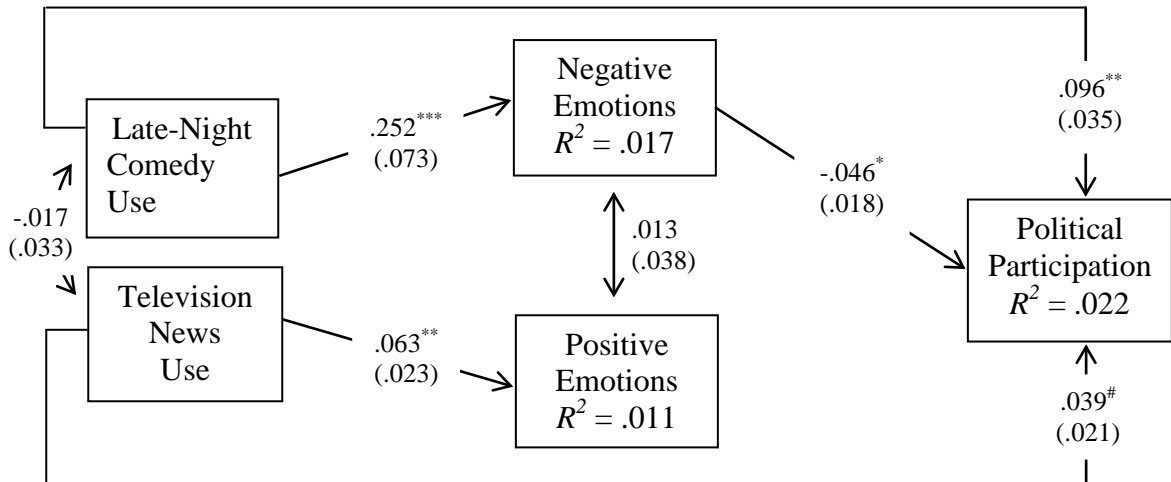 Late-Night
Comedy
Use
Television
News
Use
-.017
(.033)
.252***
(.073)
.063**
(.023)
Negative
Emotions
R² = .017
.013
(.038)
Positive
Emotions
R² = .011
-.046*
(.018)
.096**
(.035)
Political
Participation
R² = .022
.039#
(.021)